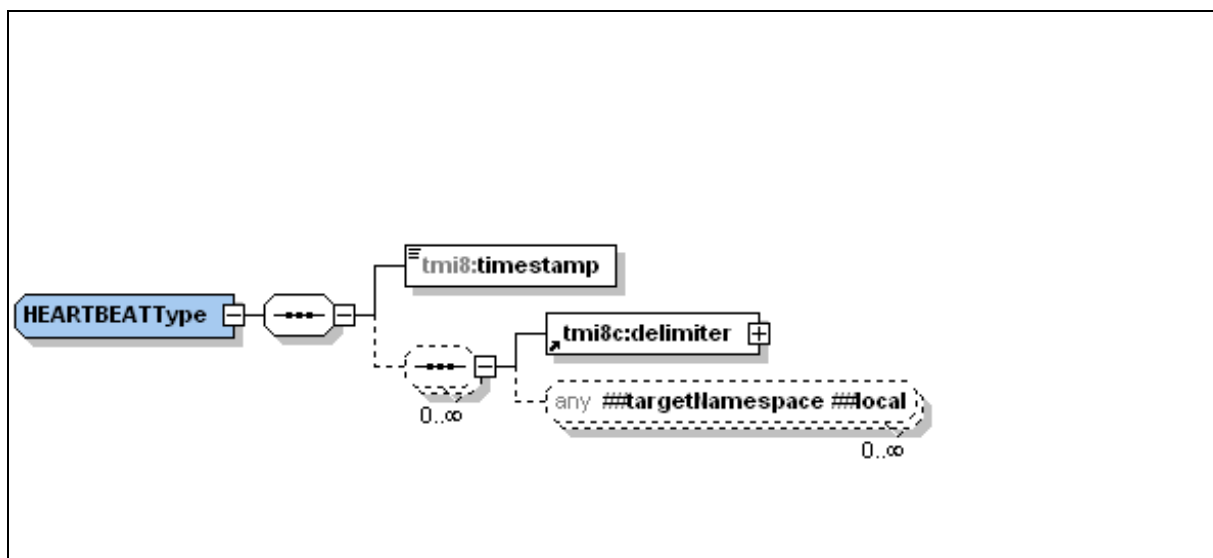 tmi8:timestamp
HEARTBEATType
tmi8c:delimiter
any ##targetNamespace ##local
0..∞
0..∞